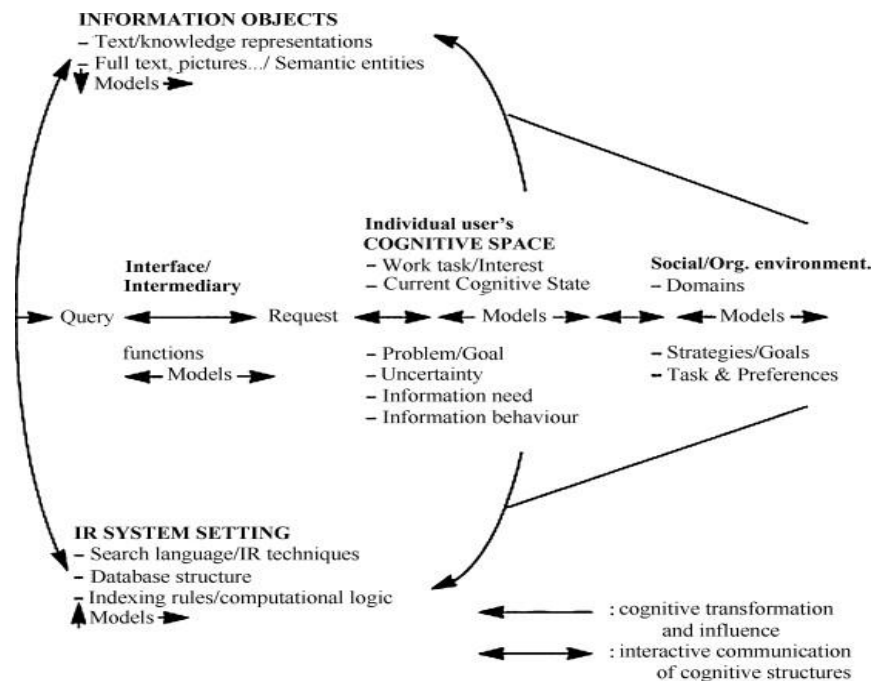 INFORMATION OBJECTS
– Text/knowledge representations
– Full text, pictures.../ Semantic entities
Models
Individual user's
COGNITIVE SPACE
– Work task/Interest
– Current Cognitive State
Interface/
Intermediary
Social/Org. environment.
– Domains
Query
Request
Models
Models
functions
Models
– Problem/Goal
– Uncertainty
– Information need
– Information behaviour
– Strategies/Goals
– Task & Preferences
IR SYSTEM SETTING
– Search language/IR techniques
– Database structure
– Indexing rules/computational logic
Models
: cognitive transformation
and influence
: interactive communication
of cognitive structures